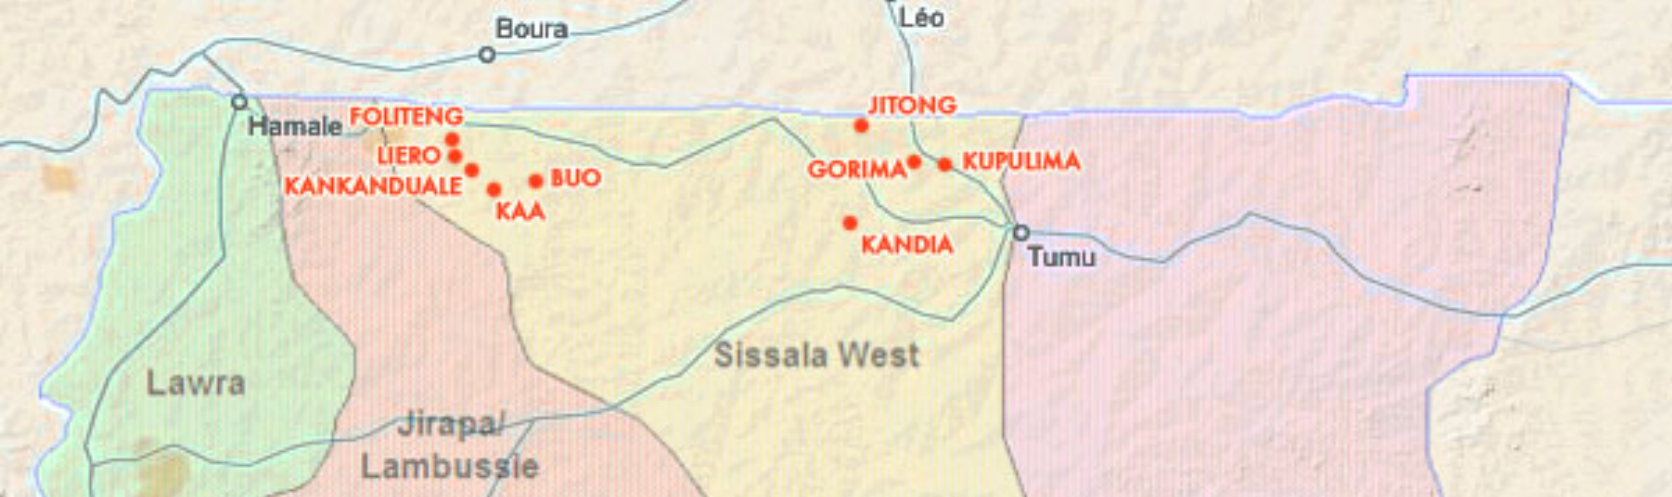 Léo
Boura
JITONG
FOLITENG
Hamale
LIERO
GORIMA
KUPULIMA
KANKANDUALE
BUO
KAA
KANDIA
Tumu
Sissala West
Lawra
Jirapa/
Lambussie